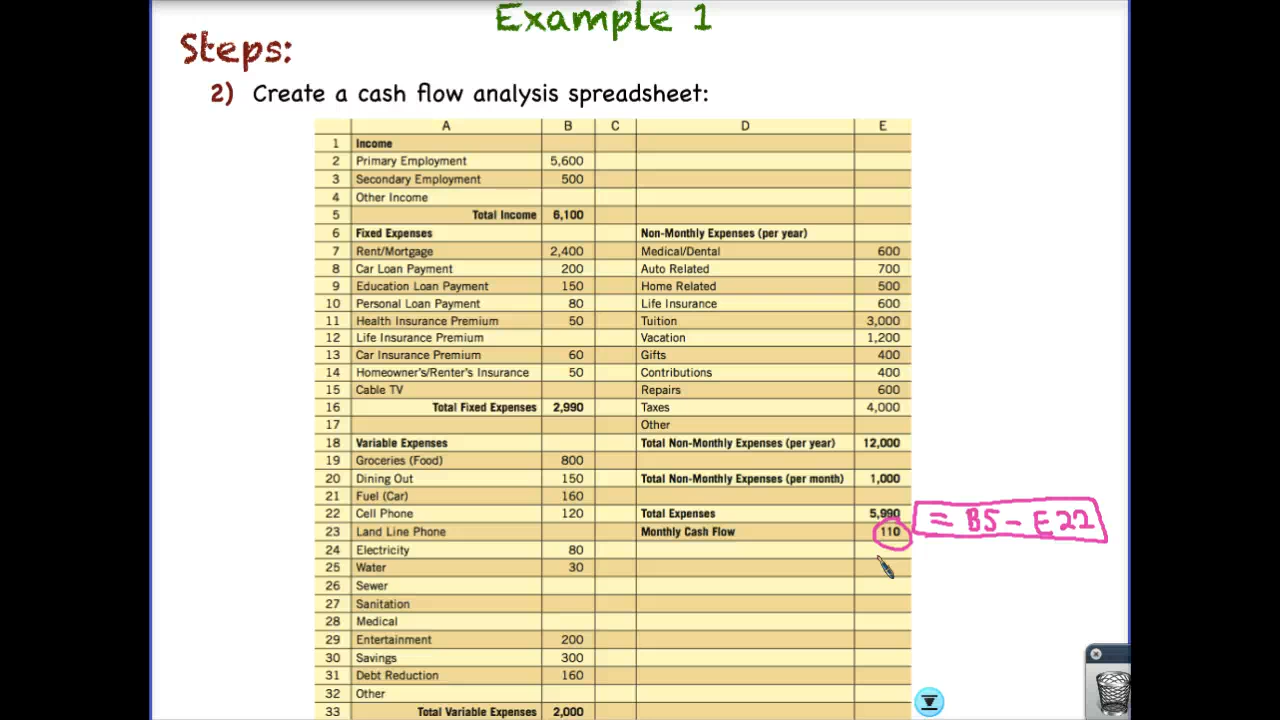 Example 1
Steps:
2) Create a cash flow analysis spreadsheet:
A B C D E
1 Income
2 Primary Employment 5,600
3 Secondary Employment 500
4 Other Income
5 Total Income 6,100
6 Fixed Expenses Non-Monthly Expenses (per year)
7 Rent/Mortgage 2,400 Medical/Dental 600
8 Car Loan Payment 200 Auto Related 700
9 Education Loan Payment 150 Home Related 500
10 Personal Loan Payment 80 Life Insurance 600
11 Health Insurance Premium 50 Tuition 3,000
12 Life Insurance Premium Vacation 1,200
13 Car Insurance Premium 60 Gifts 400
14 Homeowner's/Renter's Insurance 50 Contributions 400
15 Cable TV Repairs 600
16 Total Fixed Expenses 2,990 Taxes 4,000
17 Other
18 Variable Expenses Total Non-Monthly Expenses (per year) 12,000
19 Groceries (Food) 800
20 Dining Out 150 Total Non-Monthly Expenses (per month) 1,000
21 Fuel (Car) 160
22 Cell Phone 120 Total Expenses 5,990 = B5 - E22
23 Land Line Phone Monthly Cash Flow 110
24 Electricity 80
25 Water 30
26 Sewer
27 Sanitation
28 Medical
29 Entertainment 200
30 Savings 300
31 Debt Reduction 160
32 Other
33 Total Variable Expenses 2,000